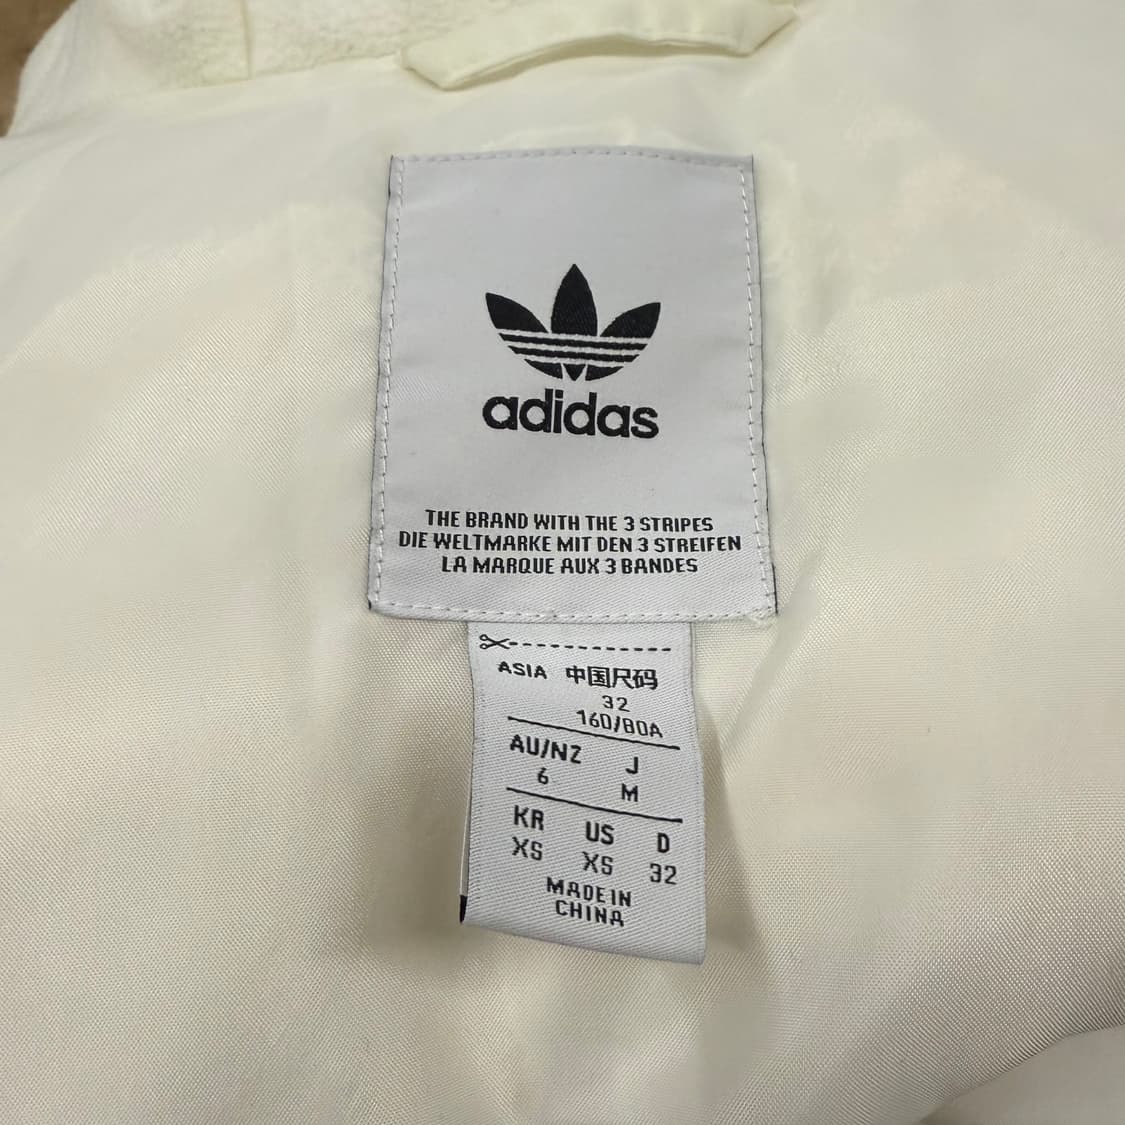 adidas
THE BRAND WITH THE 3 STRIPES
DIE WELTMARKE MIT DEN 3 STREIFEN
LA MARQUE AUX 3 BANDES
ASIA 中国尺码
32
160/80A
AU/NZ J
6 M
KR US D
XS XS 32
MADE IN
CHINA